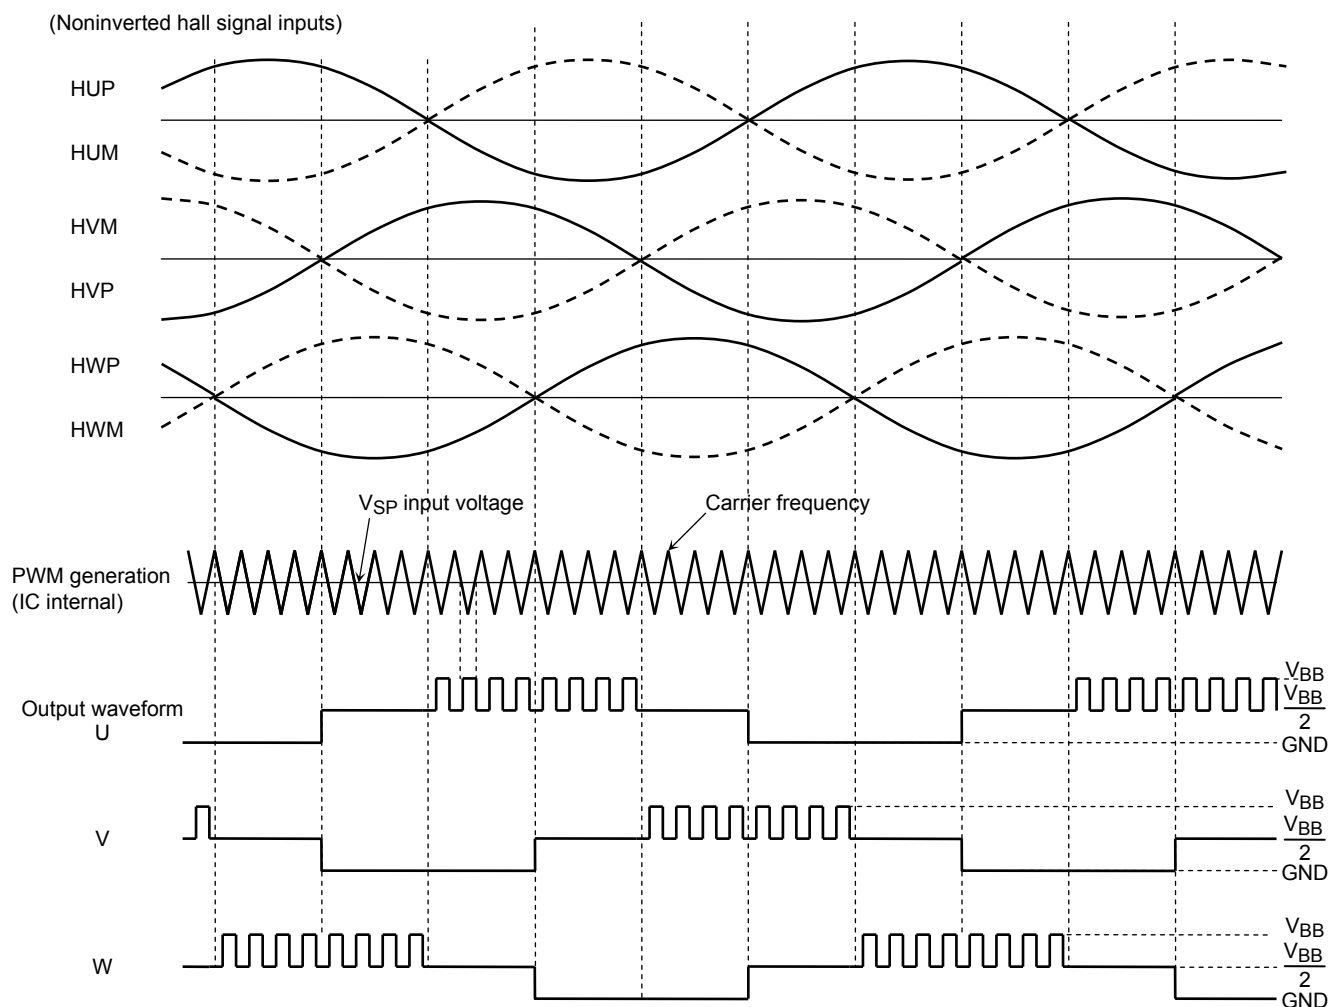 (Noninverted hall signal inputs)
HUP
HUM
HVM
HVP
HWP
HWM
VSP input voltage
Carrier frequency
PWM generation
(IC internal)
Output waveform
U
VBB
VBB
2
GND
V
VBB
VBB
2
GND
W
VBB
VBB
2
GND